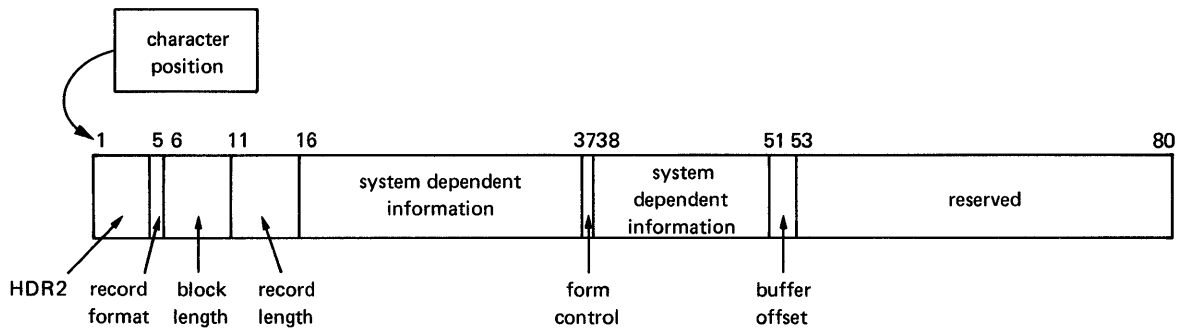 character
position
1 5 6 11 16 3738 51 53 80
system dependent
information
system
dependent
information
reserved
HDR2
record
format
block
length
record
length
form
control
buffer
offset